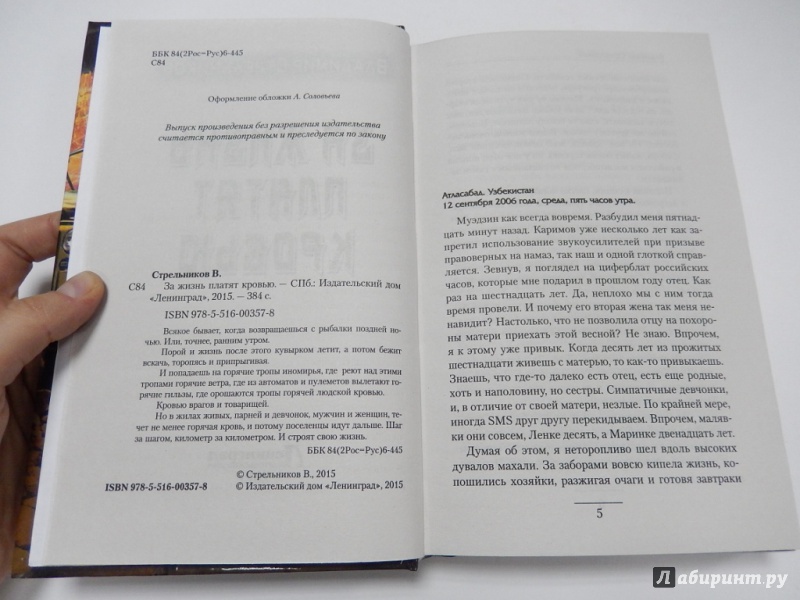 ББК 84(2Рос=Рус)6-445
С84
Оформление обложки А. Соловьева
Выпуск произведения без разрешения издательства
считается противоправным и преследуется по закону
Стрельников В.
С84 За жизнь платят кровью. — СПб.: Издательский дом
«Ленинград», 2015. — 384 с.
ISBN 978-5-516-00357-8
Всякое бывает, когда возвращаешься с рыбалки поздней но-
чью. Или, точнее, ранним утром.
Порой и жизнь после этого кувырком летит, а потом бежит
вскачь, торопясь и припрыгивая.
И попадаешь на горячие тропы иномирья, где реют над этими
тропами горячие ветра, где из автоматов и пулеметов вылетают го-
рячие гильзы, где орошаются тропы горячей людской кровью.
Кровью врагов и товарищей.
Но в жилах живых, парней и девчонок, мужчин и женщин, те-
чет не менее горячая кровь, и потому поселенцы идут дальше. Шаг
за шагом, километр за километром. И строят свою жизнь.
ББК 84(2Рос=Рус)6-445
© Стрельников В., 2015
ISBN 978-5-516-00357-8 © Издательский дом «Ленинград», 2015
Атласабад. Узбекистан
12 сентября 2006 года, среда, пять часов утра.
Муэдзин как всегда вовремя. Разбудил меня пятнад-
цать минут назад. Каримов уже несколько лет как за-
претил использование звукоусилителей при призыве
правоверных на намаз, так наш и одной глоткой справ-
ляется. Зевнув, я поглядел на циферблат российских
часов, которые мне подарил в прошлом году отец. Как
раз на шестнадцать лет. Да, неплохо мы с ним тогда
время провели. И почему его вторая жена так меня не-
навидит? Настолько, что не позволила отцу на похоро-
ны матери приехать этой весной? Не знаю. Впрочем,
я к этому уже привык. Когда десять лет из прожитых
шестнадцати живешь с матерью, то как-то привыкаешь.
Знаешь, что где-то далеко есть отец, есть еще родные,
хоть и наполовину, но сестры. Симпатичные девчонки,
и, в отличие от своей матери, незлые. По крайней мере,
иногда SMS друг другу перекидываем. Впрочем, маляв-
ки они совсем, Ленке десять, а Маринке двенадцать лет.
Думая об этом, я неторопливо шел вдоль высоких
дувалов махали. За заборами вовсю кипела жизнь, ко-
пошились хозяйки, разжигая очаги и готовя завтраки
5
Лабиринт.ру